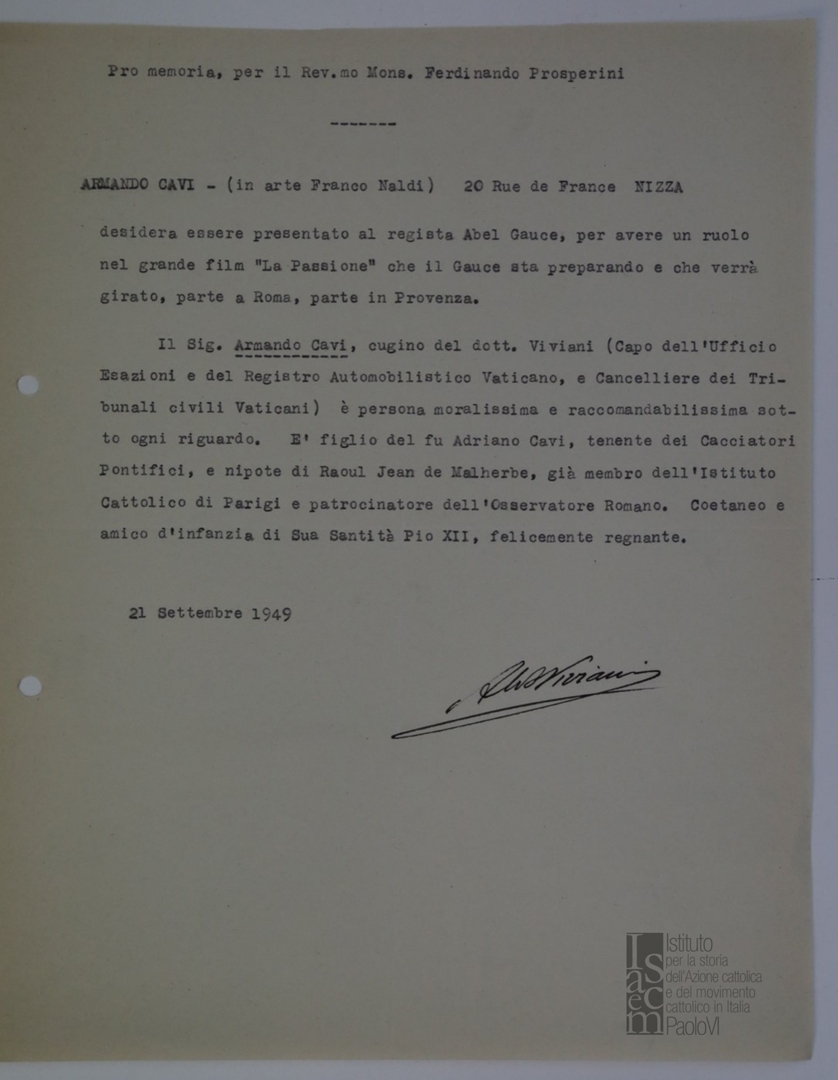 Pro memoria, per il Rev.mo Mons. Ferdinando Prosperini
-------
ARMANDO CAVI - (in arte Franco Naldi) 20 Rue de France NIZZA
desidera essere presentato al regista Abel Gauce, per avere un ruolo
nel grande film "La Passione" che il Gauce sta preparando e che verrà
girato, parte a Roma, parte in Provenza.
Il Sig. Armando Cavi, cugino del dott. Viviani (Capo dell'Ufficio
Esazioni e del Registro Automobilistico Vaticano, e Cancelliere dei Tri-
bunali civili Vaticani) è persona moralissima e raccomandabilissima sot-
to ogni riguardo. E' figlio del fu Adriano Cavi, tenente dei Cacciatori
Pontifici, e nipote di Raoul Jean de Malherbe, già membro dell'Istituto
Cattolico di Parigi e patrocinatore dell'Osservatore Romano. Coetaneo e
amico d'infanzia di Sua Santità Pio XII, felicemente regnante.
21 Settembre 1949
Viviani
Isacem
Istituto
per la storia
dell'Azione cattolica
e del movimento
cattolico in Italia
PaoloVI